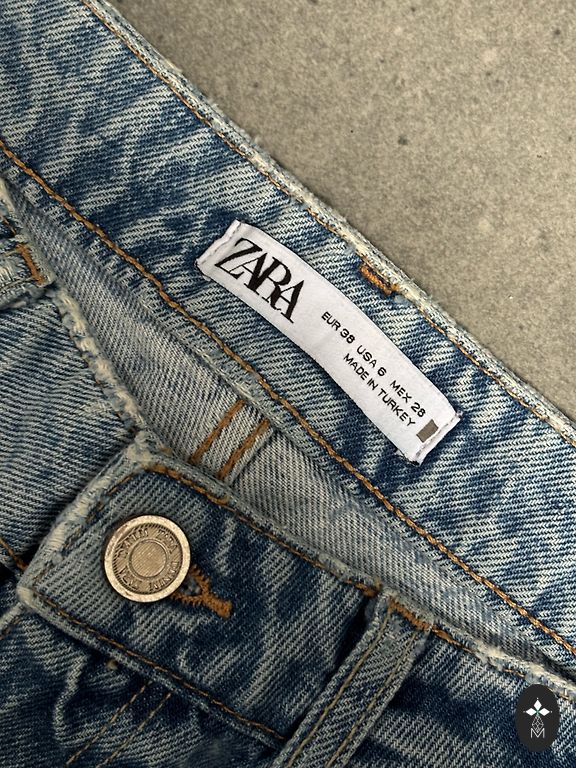 ZARA
EUR 38 USA 6 MEX 28
MADE IN TURKEY
M